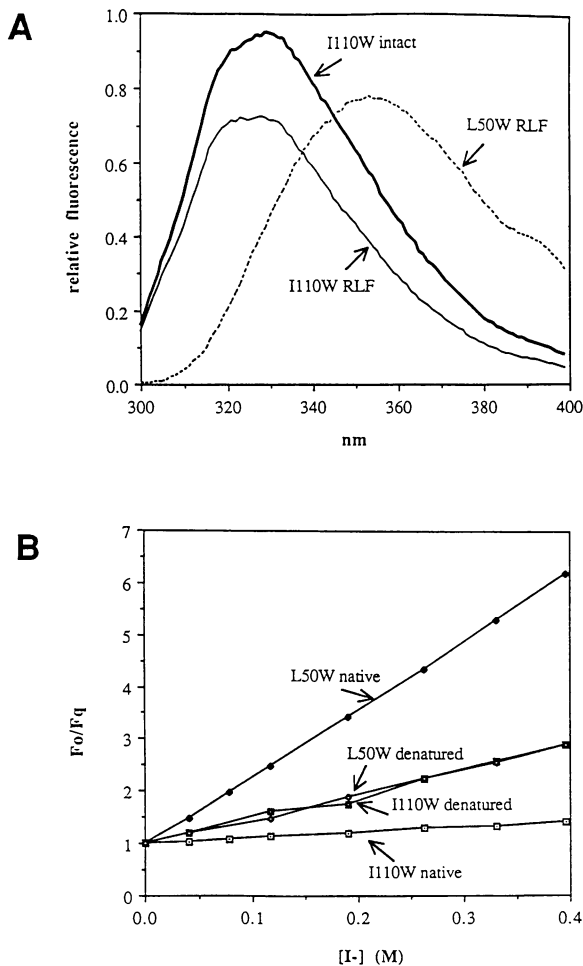 A
1.0
0.8
0.6
0.4
0.2
0.0
relative fluorescence
I110W intact
L50W RLF
I110W RLF
300
320
340
360
380
400
nm
B
7
6
5
4
3
2
1
0
Fo/Fq
L50W native
L50W denatured
I110W denatured
I110W native
0.0
0.1
0.2
0.3
0.4
[I-] (M)